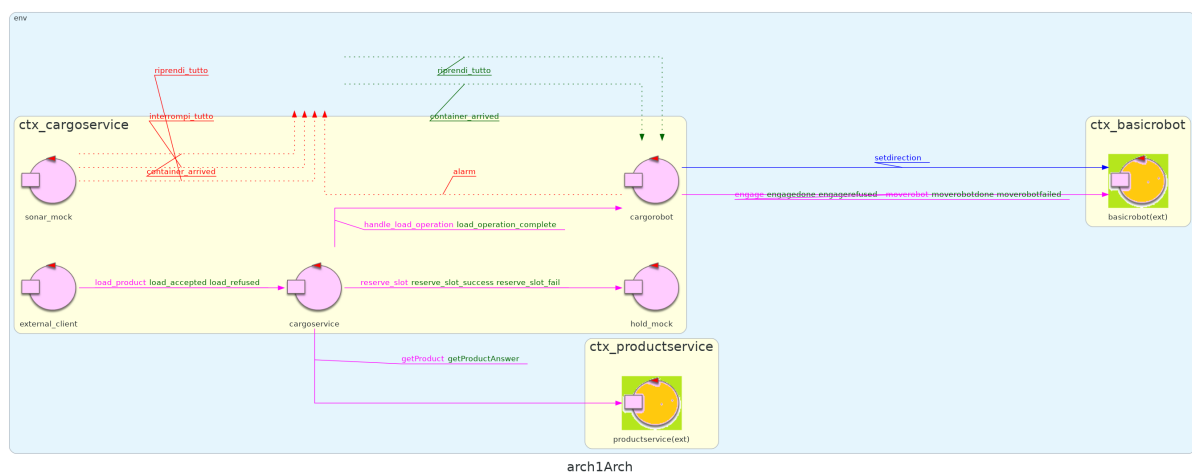 env
riprendi_tutto
riprendi_tutto
interrompi_tutto
container_arrived
ctx_cargoservice
ctx_basicrobot
container_arrived
alarm
setdirection
engage engagedone engagerefused moverobot moverobotdone moverobotfailed
sonar_mock
cargorobot
basicrobot(ext)
handle_load_operation load_operation_complete
load_product load_accepted load_refused
reserve_slot reserve_slot_success reserve_slot_fail
external_client
cargoservice
hold_mock
ctx_productservice
getProduct getProductAnswer
productservice(ext)
arch1Arch